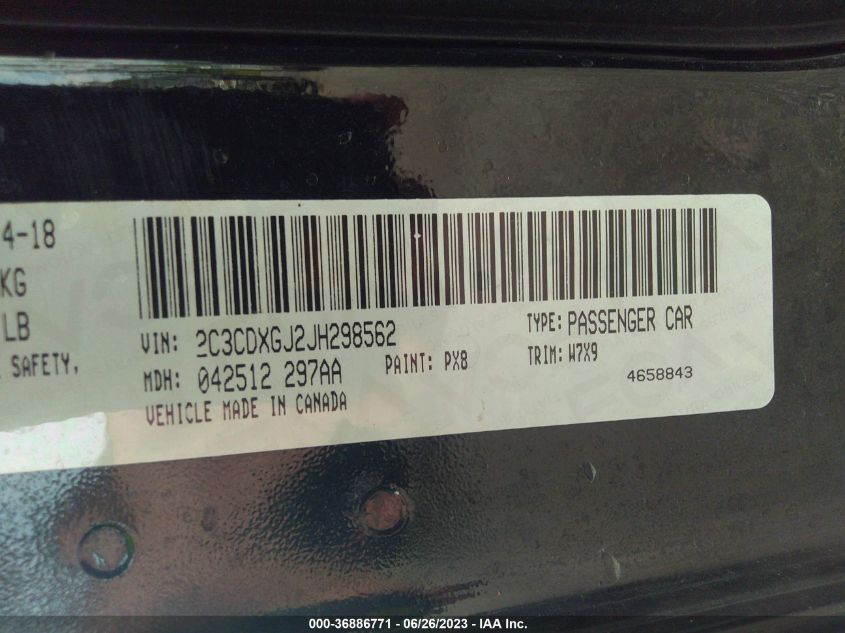 4-18
KG
LB
SAFETY,
VIN: 2C3CDXGJ2JH298562
TYPE: PASSENGER CAR
MDH: 042512 297AA
PAINT: PX8
TRIM: W7X9
VEHICLE MADE IN CANADA
4658843
000-36886771 - 06/26/2023 - IAA Inc.